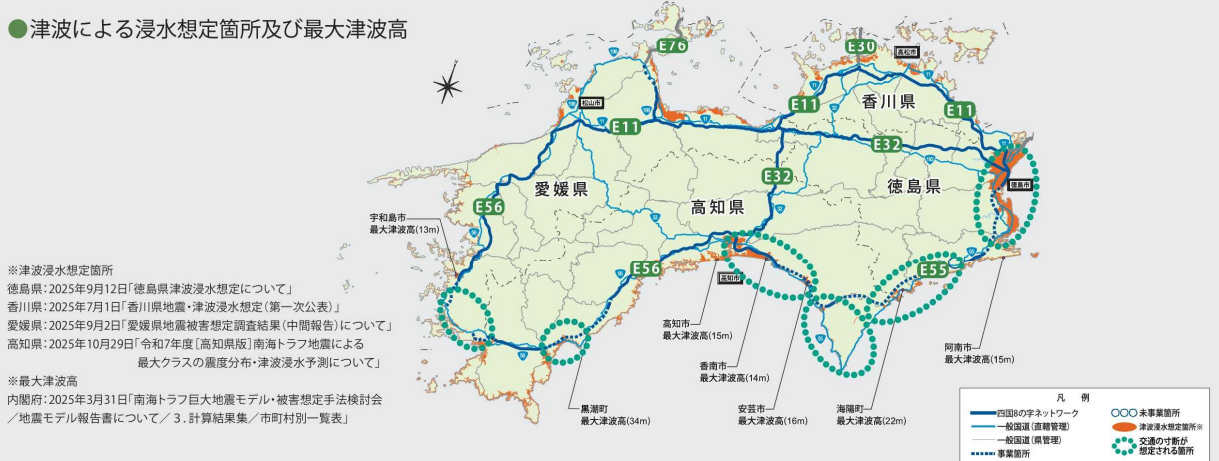 ●津波による浸水想定箇所及び最大津波高
E76
E30
高松市
196
11
松山市
E11
香川県
E11
11
E11
32
E32
192
徳島市
愛媛県
高知県
徳島県
E32
33
32
E56
宇和島市
最大津波高(13m)
56
E56
高知市
E55
55
※津波浸水想定箇所
徳島県:2025年9月12日「徳島県津波浸水想定について」
香川県:2025年7月1日「香川県地震・津波浸水想定(第一次公表)」
愛媛県:2025年9月2日「愛媛県地震被害想定調査結果(中間報告)について」
高知県:2025年10月29日「令和7年度[高知県版]南海トラフ地震による
最大クラスの震度分布・津波浸水予測について」
※最大津波高
内閣府:2025年3月31日「南海トラフ巨大地震モデル・被害想定手法検討会
/地震モデル報告書について/3.計算結果集/市町村別一覧表」
高知市
最大津波高(15m)
香南市
最大津波高(14m)
阿南市
最大津波高(15m)
黒潮町
最大津波高(34m)
安芸市
最大津波高(16m)
海陽町
最大津波高(22m)
凡 例
四国8の字ネットワーク
一般国道(直轄管理)
一般国道(県管理)
事業箇所
未事業箇所
津波浸水想定箇所※
交通の寸断が
想定される箇所